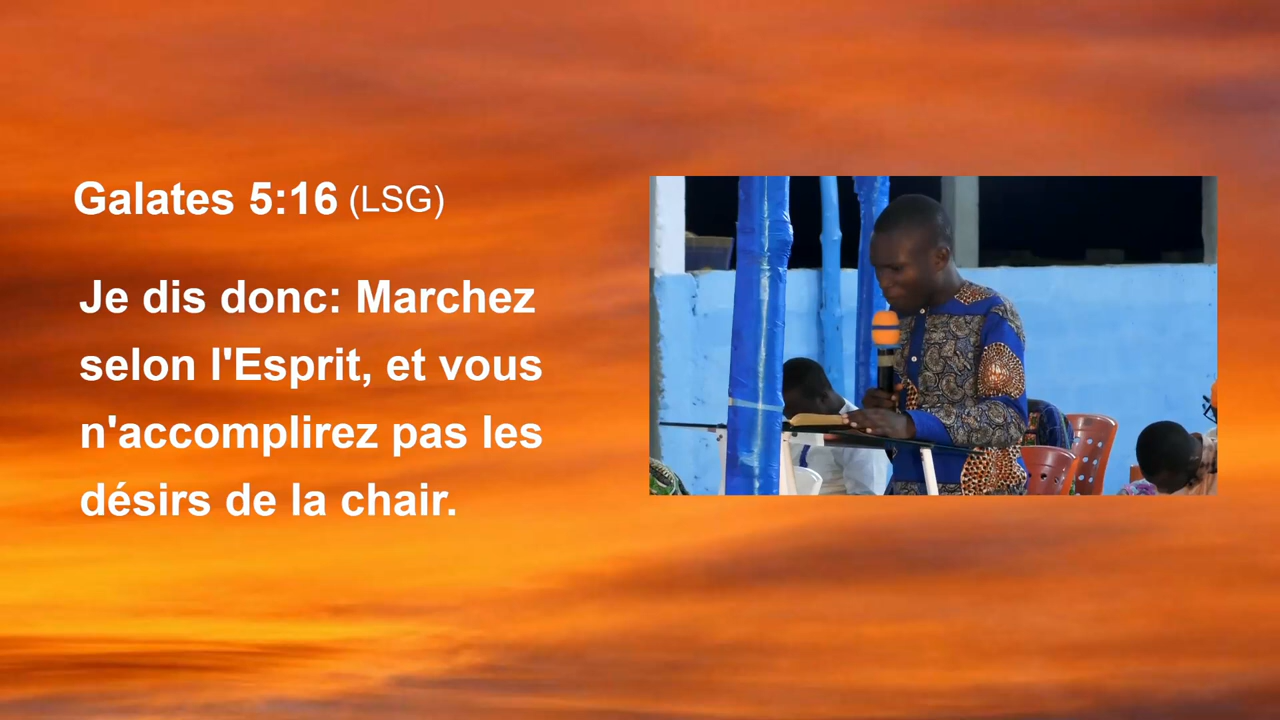 Galates 5:16 (LSG)
Je dis donc: Marchez
selon l'Esprit, et vous
n'accomplirez pas les
désirs de la chair.